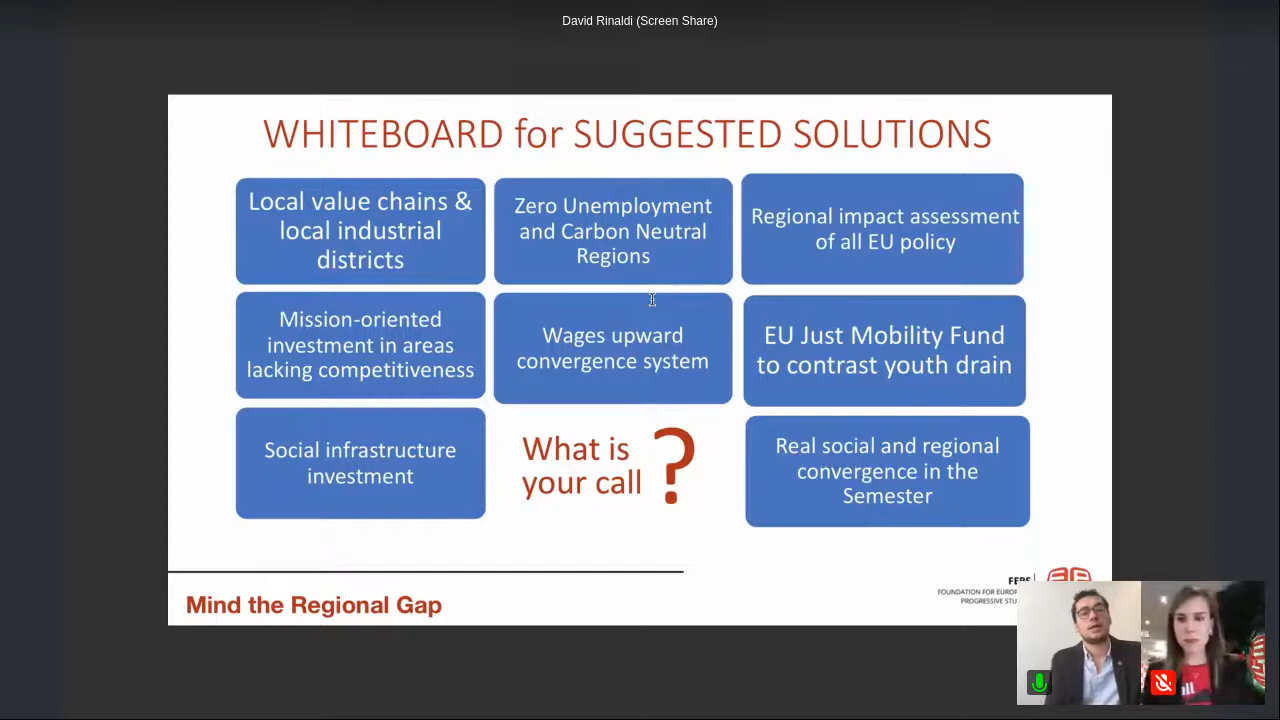 David Rinaldi (Screen Share)
WHITEBOARD for SUGGESTED SOLUTIONS
Local value chains &
local industrial
districts
Zero Unemployment
and Carbon Neutral
Regions
Regional impact assessment
of all EU policy
Mission-oriented
investment in areas
lacking competitiveness
Wages upward
convergence system
EU Just Mobility Fund
to contrast youth drain
Social infrastructure
investment
What is
your call
?
Real social and regional
convergence in the
Semester
Mind the Regional Gap
FEPS
FOUNDATION FOR EUROP
PROGRESSIVE STU